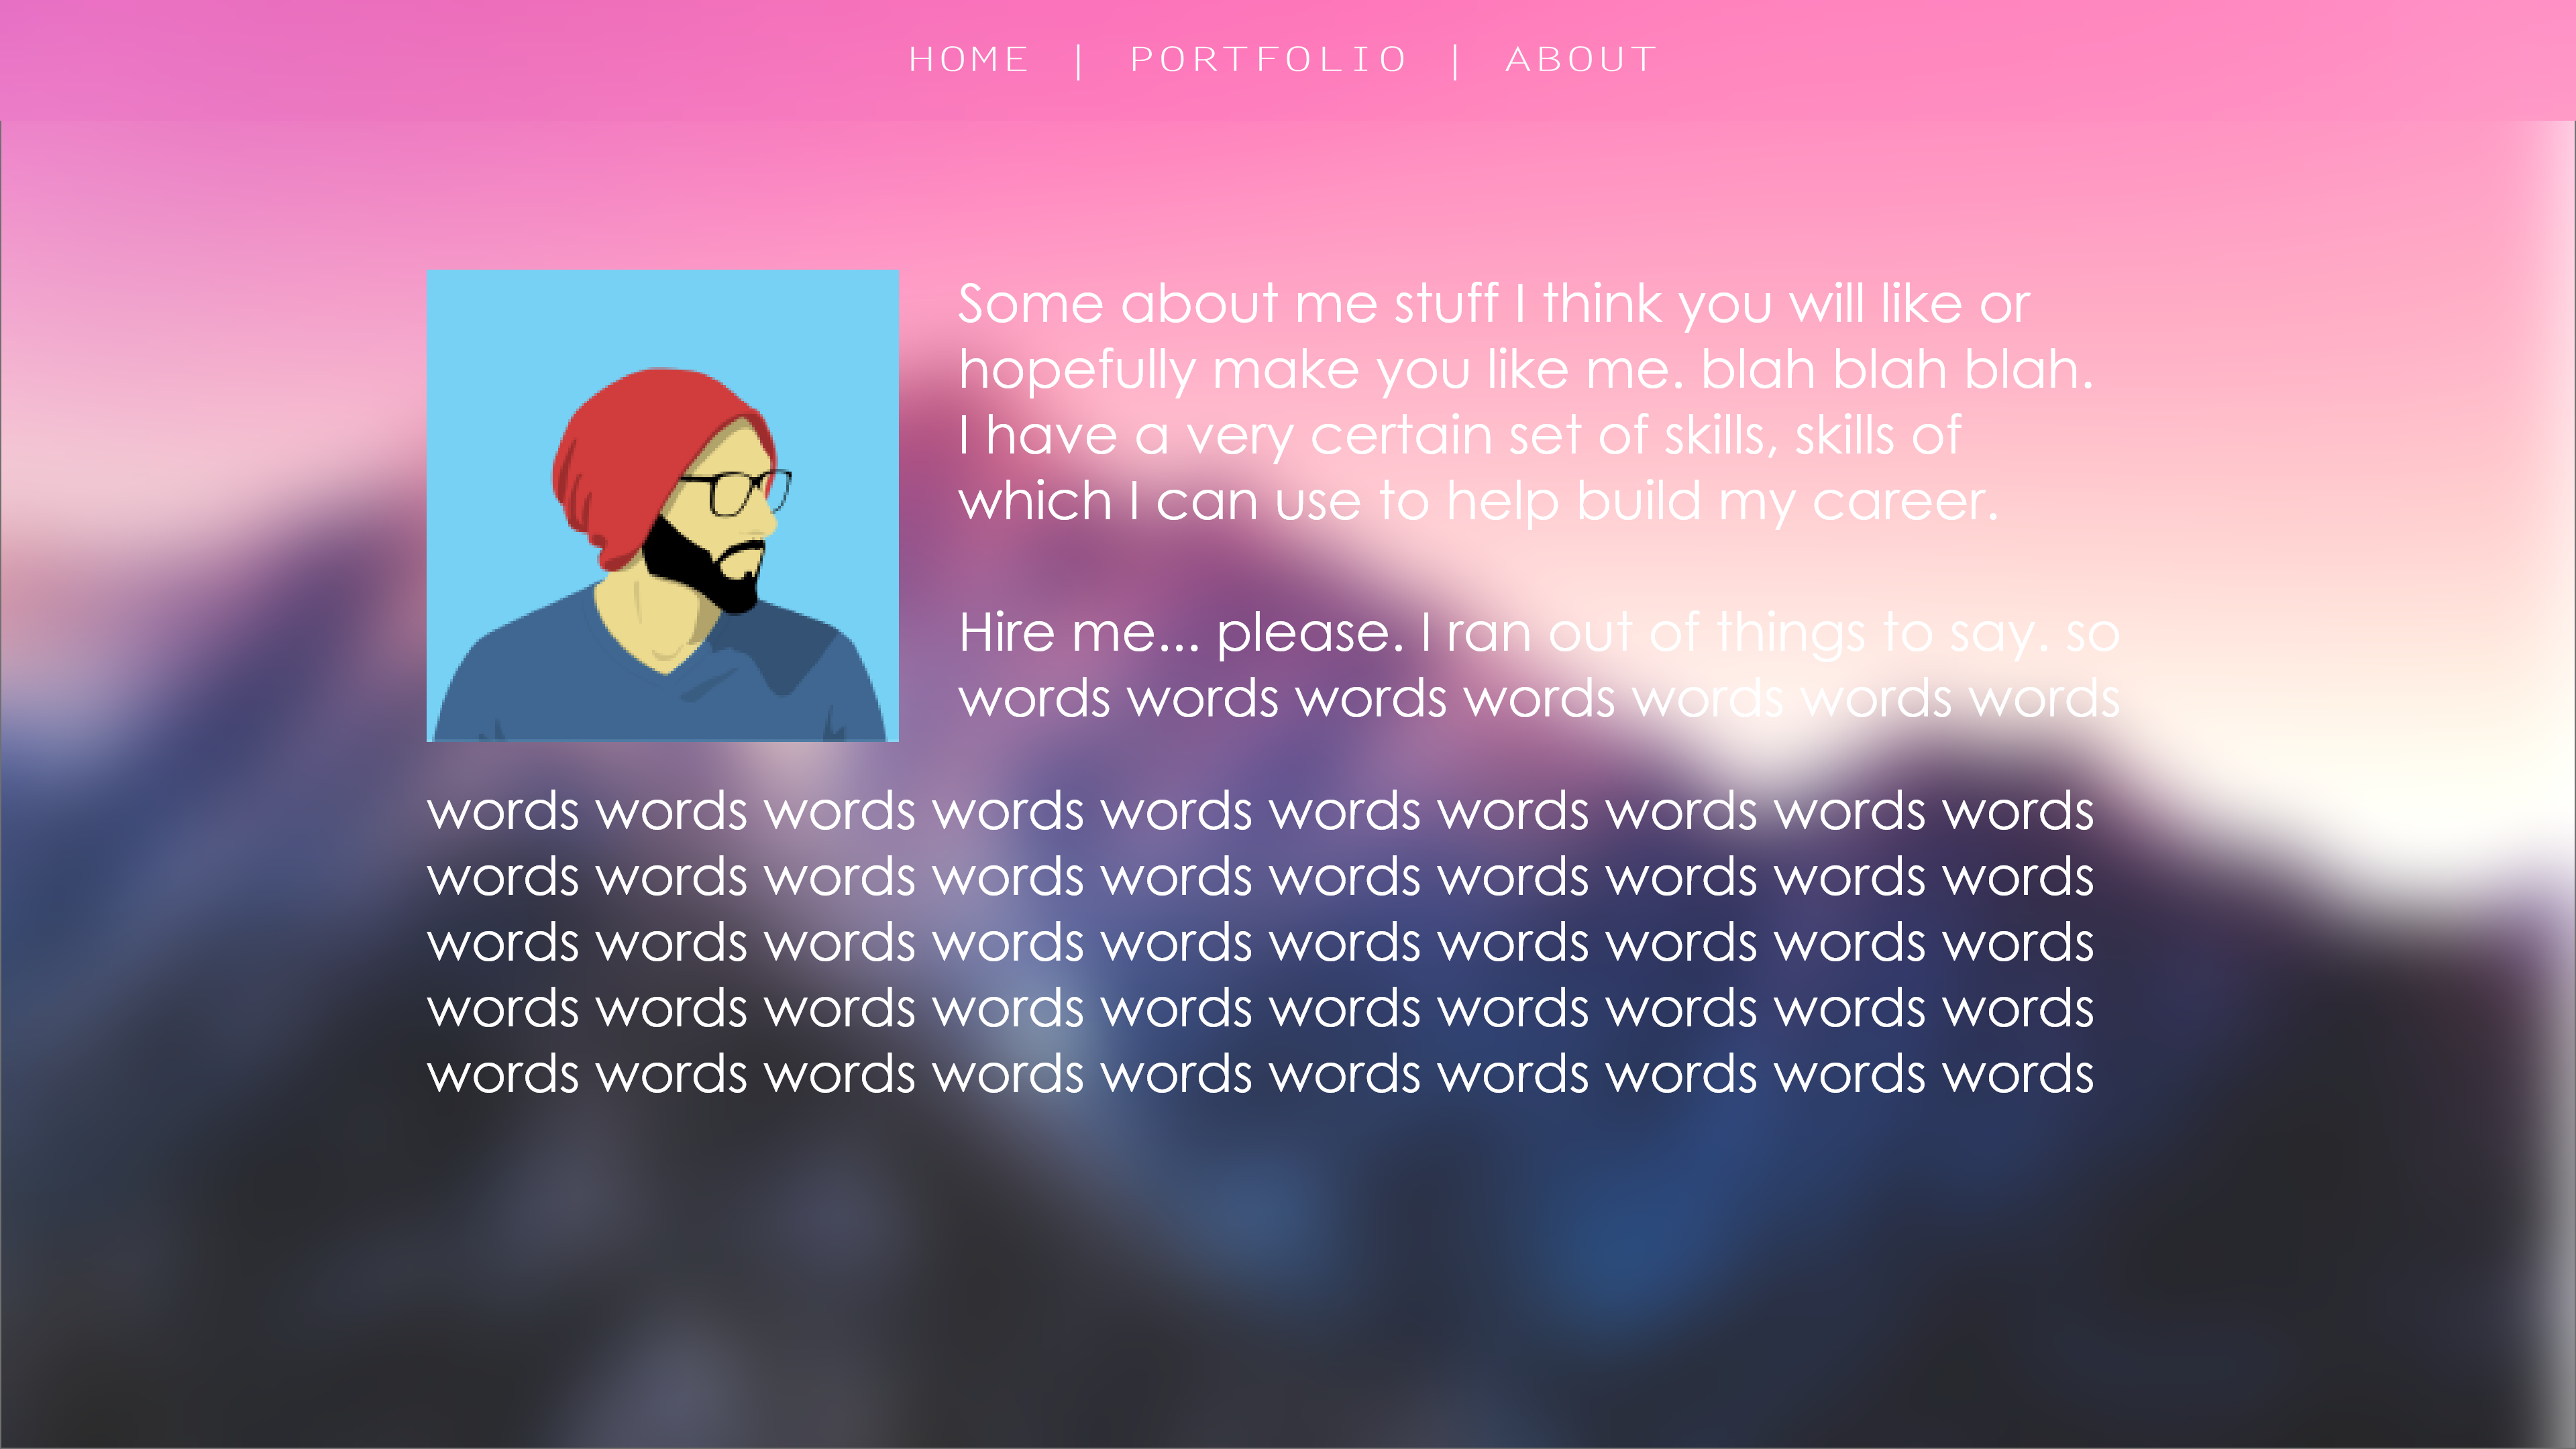 HOME | PORTFOLIO | ABOUT
Some about me stuff I think you will like or
hopefully make you like me. blah blah blah.
I have a very certain set of skills, skills of
which I can use to help build my career.
Hire me... please. I ran out of things to say. so
words words words words words words words
words words words words words words words words words words
words words words words words words words words words words
words words words words words words words words words words
words words words words words words words words words words
words words words words words words words words words words